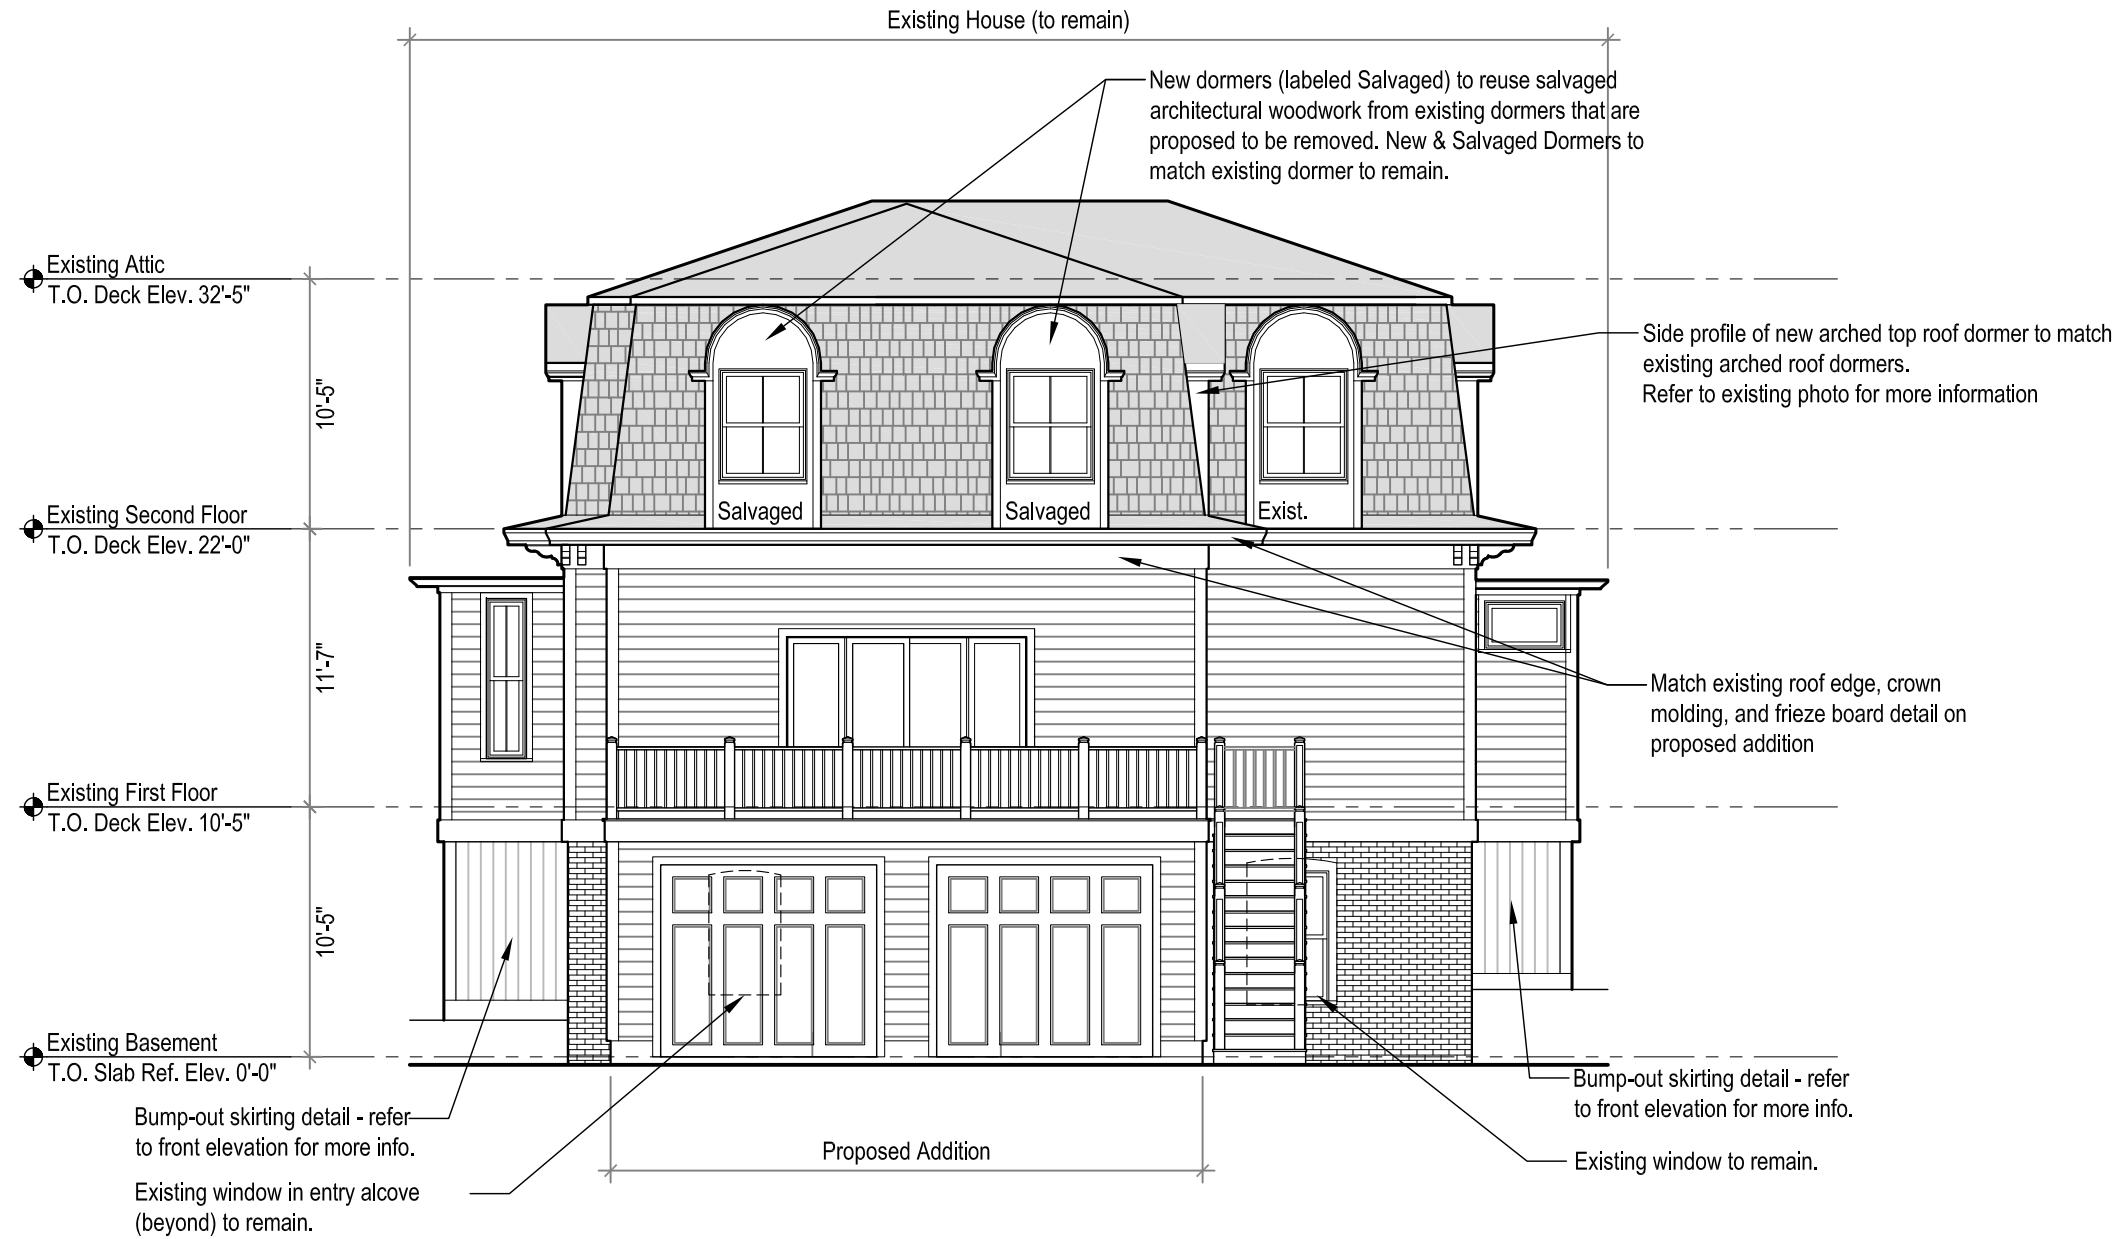 Existing House (to remain)
New dormers (labeled Salvaged) to reuse salvaged
architectural woodwork from existing dormers that are
proposed to be removed. New & Salvaged Dormers to
match existing dormer to remain.
Existing Attic
T.O. Deck Elev. 32'-5"
Side profile of new arched top roof dormer to match
existing arched roof dormers.
Refer to existing photo for more information
10'-5"
Salvaged
Salvaged
Exist.
Existing Second Floor
T.O. Deck Elev. 22'-0"
11'-7"
Match existing roof edge, crown
molding, and frieze board detail on
proposed addition
Existing First Floor
T.O. Deck Elev. 10'-5"
10'-5"
Existing Basement
T.O. Slab Ref. Elev. 0'-0"
Bump-out skirting detail - refer
to front elevation for more info.
Existing window in entry alcove
(beyond) to remain.
Proposed Addition
Bump-out skirting detail - refer
to front elevation for more info.
Existing window to remain.